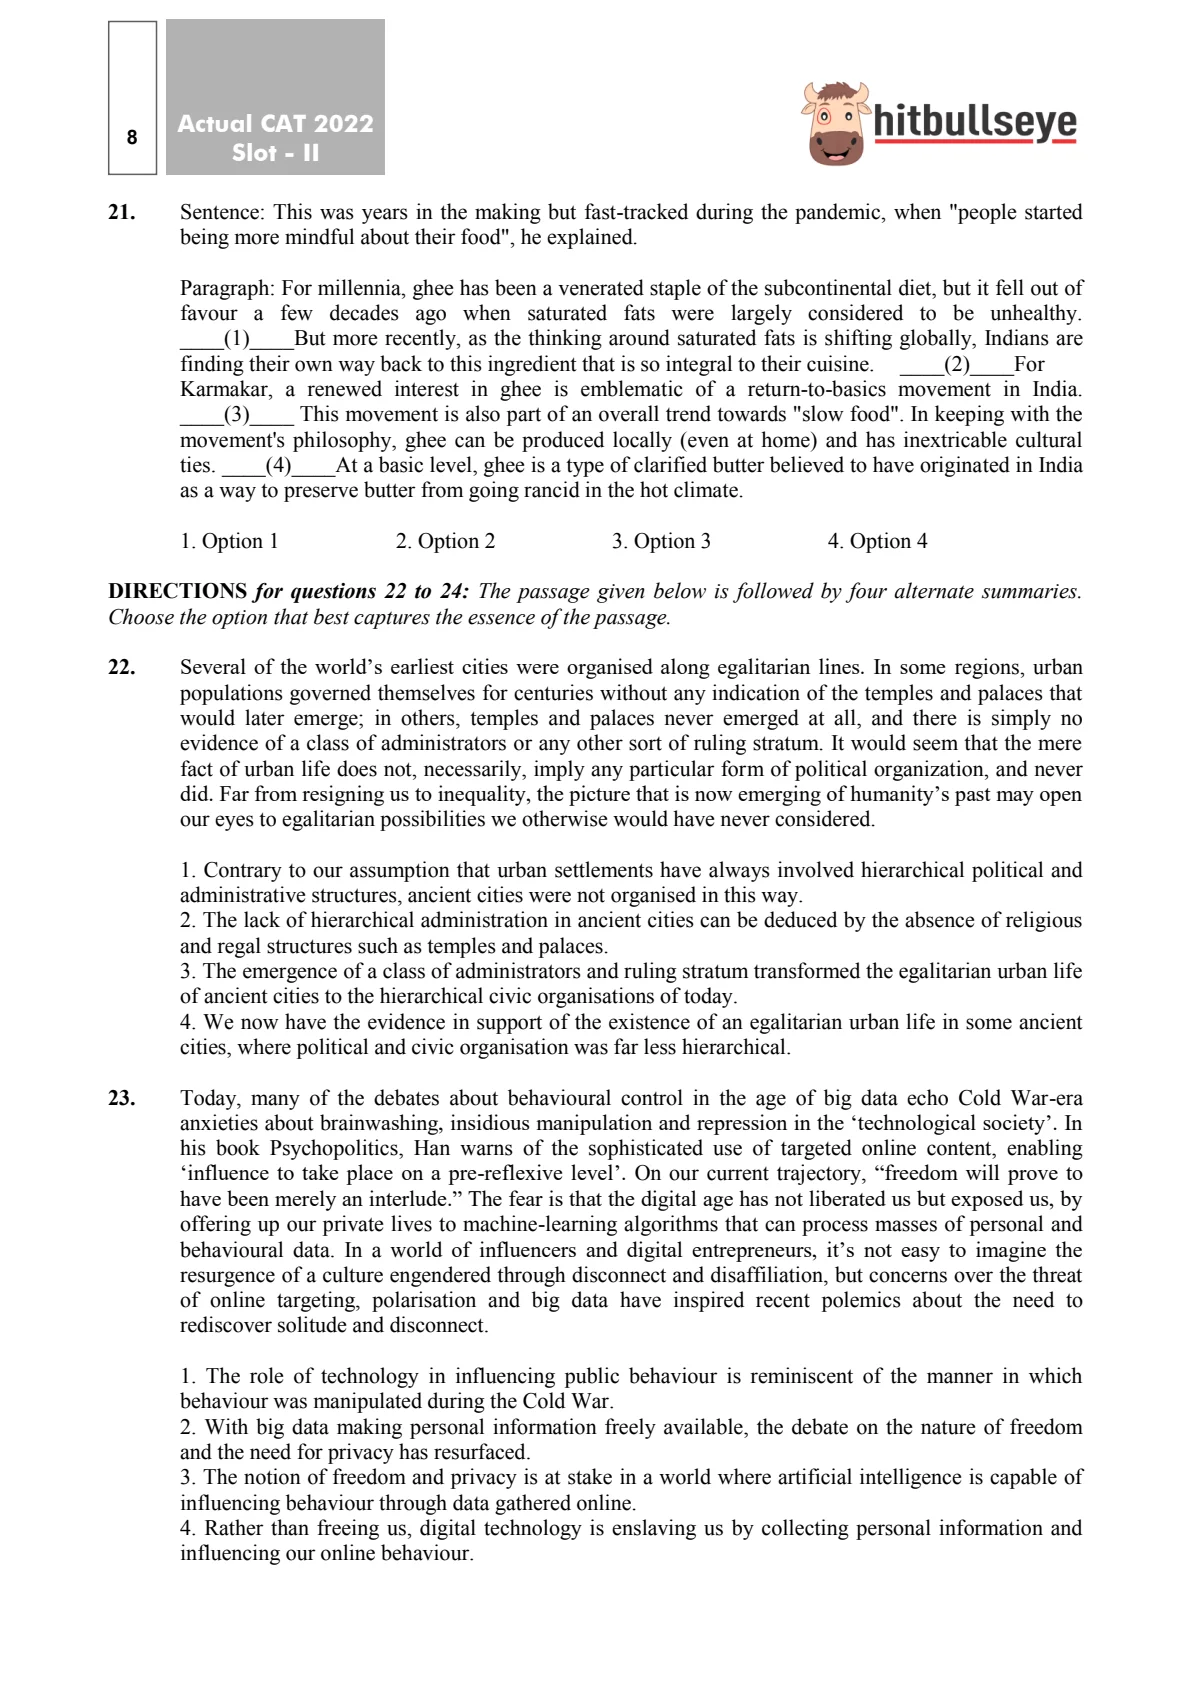 8
Actual CAT 2022
Slot - II
hitbullseye
21. Sentence: This was years in the making but fast-tracked during the pandemic, when "people started
being more mindful about their food", he explained.
Paragraph: For millennia, ghee has been a venerated staple of the subcontinental diet, but it fell out of
favour a few decades ago when saturated fats were largely considered to be unhealthy.
____(1)____But more recently, as the thinking around saturated fats is shifting globally, Indians are
finding their own way back to this ingredient that is so integral to their cuisine. ____(2)____For
Karmakar, a renewed interest in ghee is emblematic of a return-to-basics movement in India.
____(3)____ This movement is also part of an overall trend towards "slow food". In keeping with the
movement's philosophy, ghee can be produced locally (even at home) and has inextricable cultural
ties. ____(4)____At a basic level, ghee is a type of clarified butter believed to have originated in India
as a way to preserve butter from going rancid in the hot climate.
1. Option 1 2. Option 2 3. Option 3 4. Option 4
DIRECTIONS for questions 22 to 24: The passage given below is followed by four alternate summaries.
Choose the option that best captures the essence of the passage.
22. Several of the world’s earliest cities were organised along egalitarian lines. In some regions, urban
populations governed themselves for centuries without any indication of the temples and palaces that
would later emerge; in others, temples and palaces never emerged at all, and there is simply no
evidence of a class of administrators or any other sort of ruling stratum. It would seem that the mere
fact of urban life does not, necessarily, imply any particular form of political organization, and never
did. Far from resigning us to inequality, the picture that is now emerging of humanity’s past may open
our eyes to egalitarian possibilities we otherwise would have never considered.
1. Contrary to our assumption that urban settlements have always involved hierarchical political and
administrative structures, ancient cities were not organised in this way.
2. The lack of hierarchical administration in ancient cities can be deduced by the absence of religious
and regal structures such as temples and palaces.
3. The emergence of a class of administrators and ruling stratum transformed the egalitarian urban life
of ancient cities to the hierarchical civic organisations of today.
4. We now have the evidence in support of the existence of an egalitarian urban life in some ancient
cities, where political and civic organisation was far less hierarchical.
23. Today, many of the debates about behavioural control in the age of big data echo Cold War-era
anxieties about brainwashing, insidious manipulation and repression in the ‘technological society’. In
his book Psychopolitics, Han warns of the sophisticated use of targeted online content, enabling
‘influence to take place on a pre-reflexive level’. On our current trajectory, “freedom will prove to
have been merely an interlude.” The fear is that the digital age has not liberated us but exposed us, by
offering up our private lives to machine-learning algorithms that can process masses of personal and
behavioural data. In a world of influencers and digital entrepreneurs, it’s not easy to imagine the
resurgence of a culture engendered through disconnect and disaffiliation, but concerns over the threat
of online targeting, polarisation and big data have inspired recent polemics about the need to
rediscover solitude and disconnect.
1. The role of technology in influencing public behaviour is reminiscent of the manner in which
behaviour was manipulated during the Cold War.
2. With big data making personal information freely available, the debate on the nature of freedom
and the need for privacy has resurfaced.
3. The notion of freedom and privacy is at stake in a world where artificial intelligence is capable of
influencing behaviour through data gathered online.
4. Rather than freeing us, digital technology is enslaving us by collecting personal information and
influencing our online behaviour.